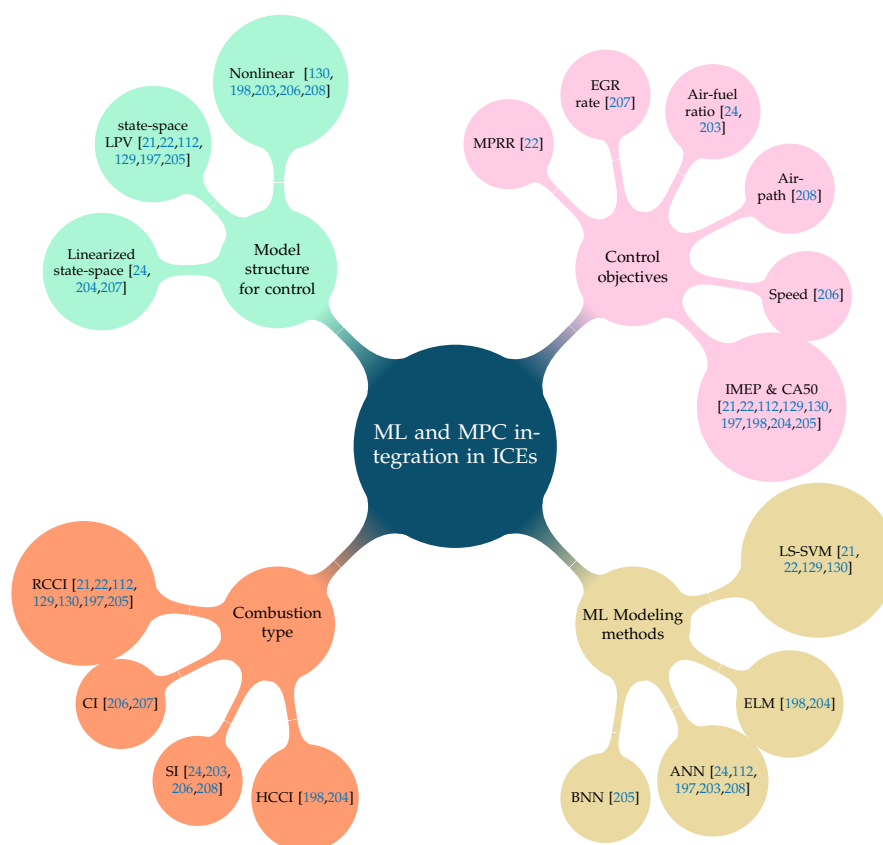 ML and MPC in-
tegration in ICEs
Model
structure
for control
Nonlinear [130,
198,203,206,208]
state-space
LPV [21,22,112,
129,197,205]
Linearized
state-space [24,
204,207]
Control
objectives
MPRR [22]
EGR
rate [207]
Air-fuel
ratio [24,
203]
Air-
path [208]
Speed [206]
IMEP & CA50
[21,22,112,129,130,
197,198,204,205]
Combustion
type
RCCI [21,22,112,
129,130,197,205]
CI [206,207]
SI [24,203,
206,208]
HCCI [198,204]
ML Modeling
methods
LS-SVM [21,
22,129,130]
ELM [198,204]
ANN [24,112,
197,203,208]
BNN [205]